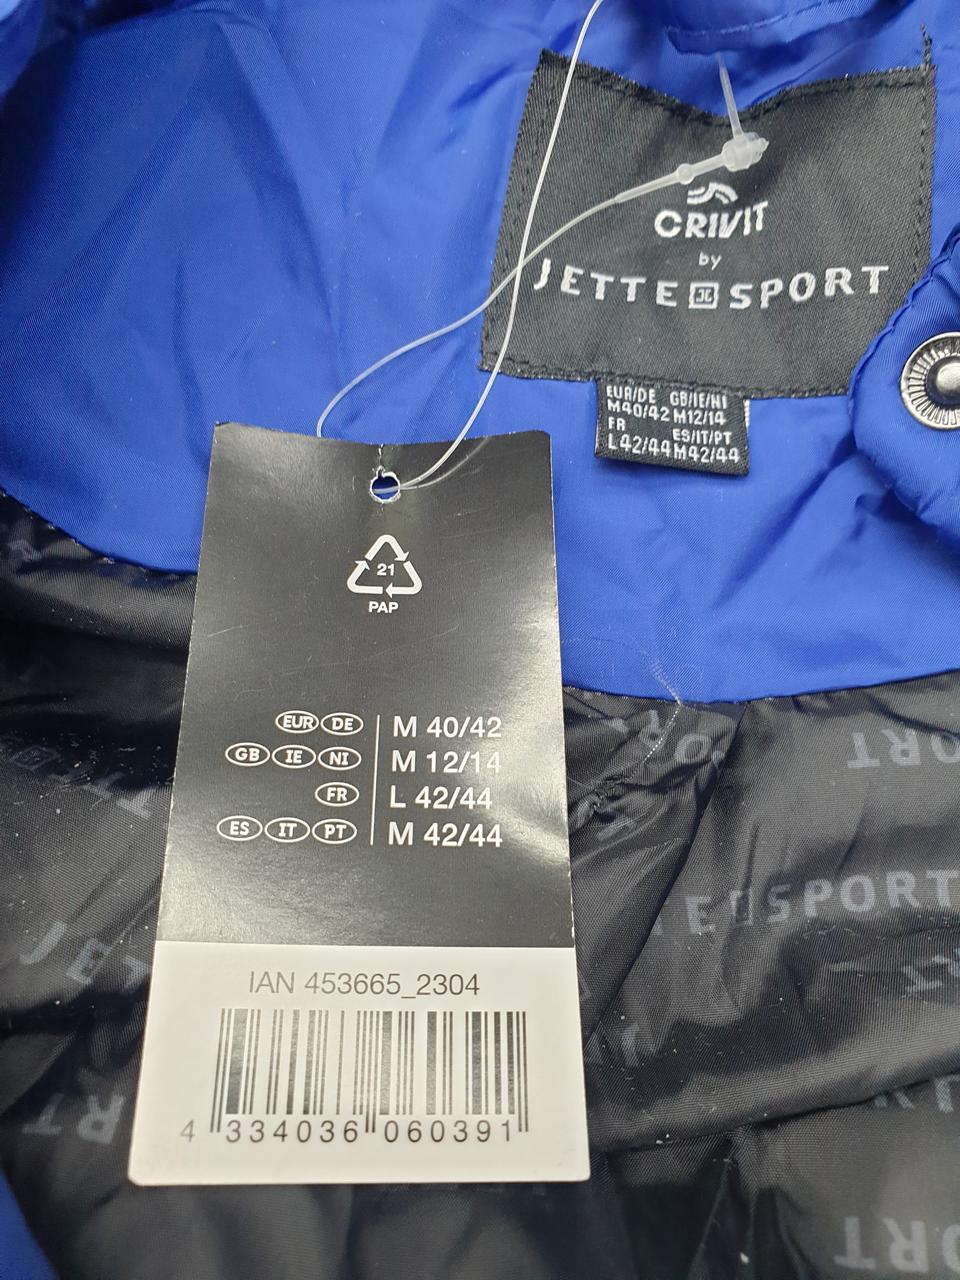 CRIVIT
by
JETTE SPORT
EUR/DE GB/IE/NI
M40/42 M12/14
FR ES/IT/PT
L42/44 M42/44
21
PAP
EUR DE M 40/42
GB IE NI M 12/14
FR L 42/44
ES IT PT M 42/44
IAN 453665_2304
4 334036 060391
E SPORT